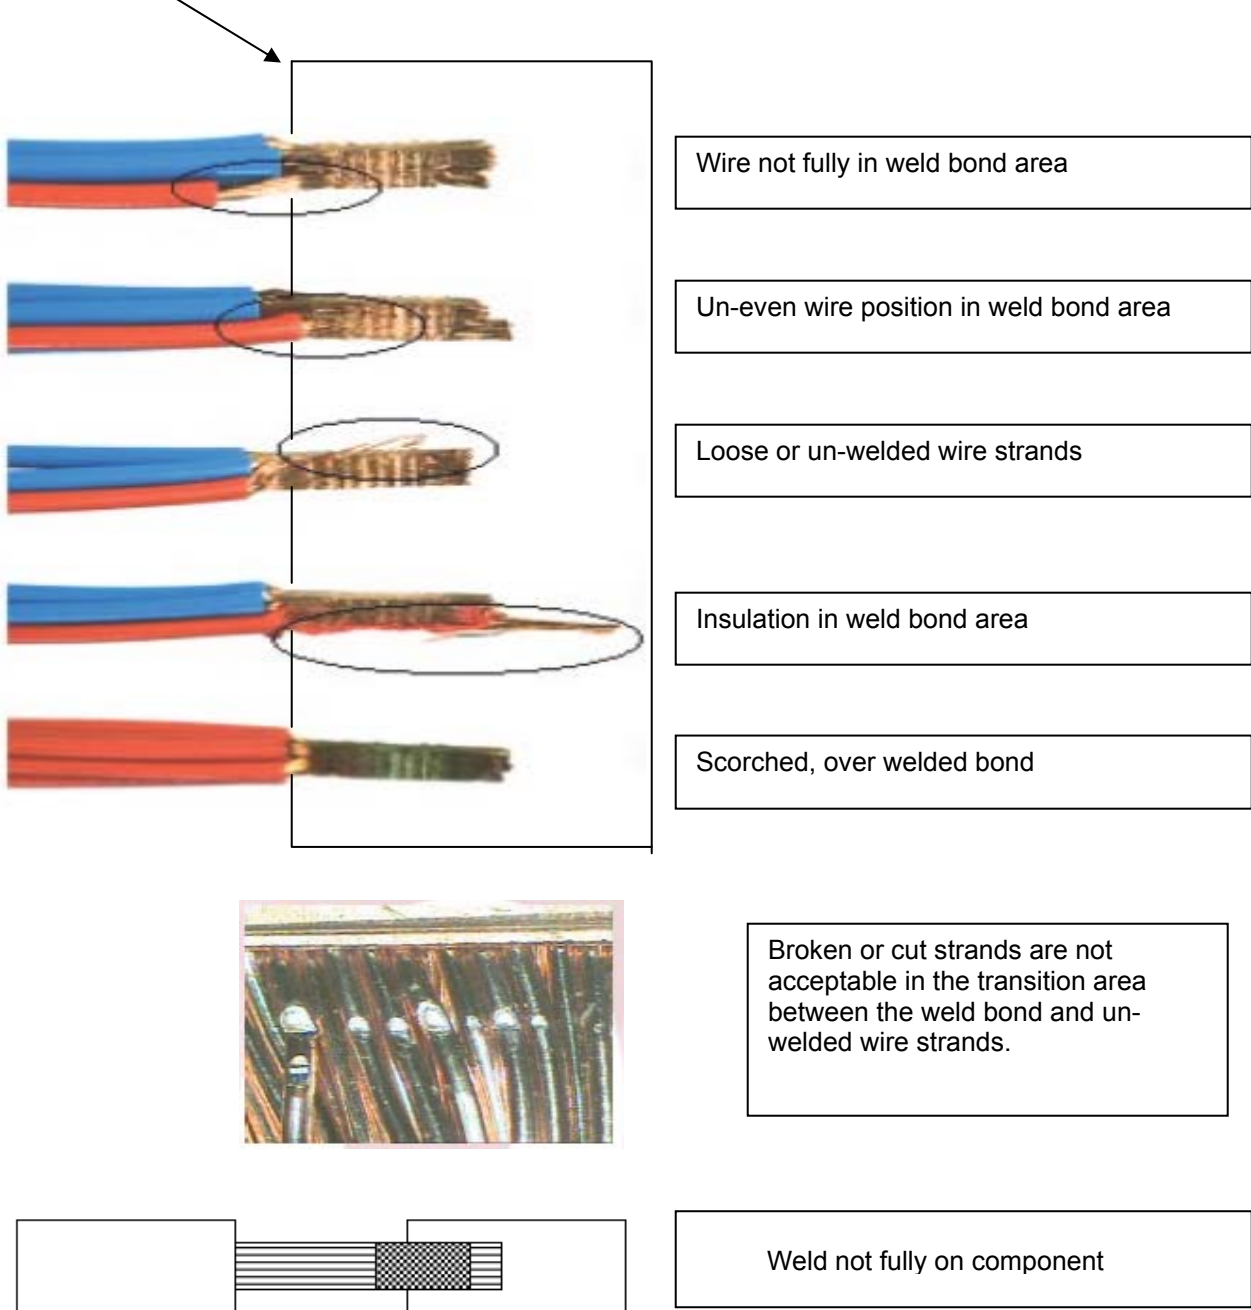 Wire not fully in weld bond area
Un-even wire position in weld bond area
Loose or un-welded wire strands
Insulation in weld bond area
Scorched, over welded bond
Broken or cut strands are not
acceptable in the transition area
between the weld bond and un-
welded wire strands.
Weld not fully on component